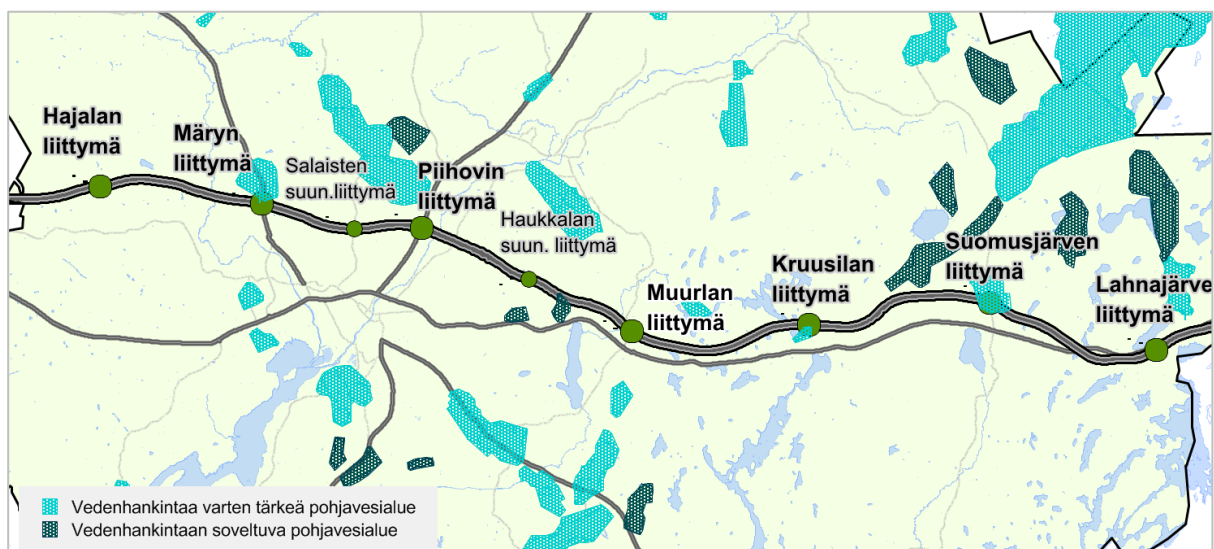 Hajalan
liittymä
Märyn
liittymä
Salaisten
suun.liittymä
Piihovin
liittymä
Haukkalan
suun. liittymä
Muurlan
liittymä
Kruusilan
liittymä
Suomusjärven
liittymä
Lahnajärve
liittymä
Vedenhankintaa varten tärkeä pohjavesialue
Vedenhankintaan soveltuva pohjavesialue